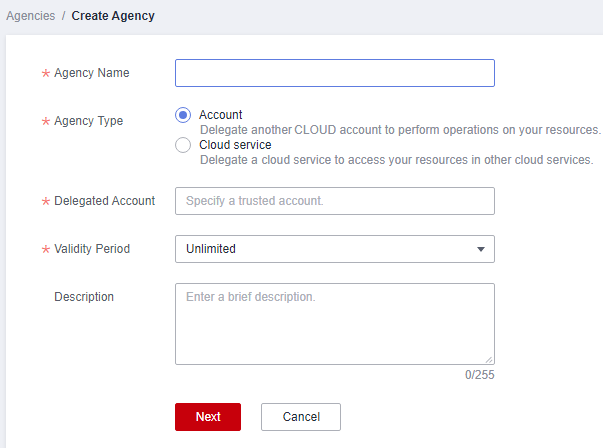 Agencies / Create Agency
* Agency Name
* Agency Type
Account
Delegate another CLOUD account to perform operations on your resources.
Cloud service
Delegate a cloud service to access your resources in other cloud services.
* Delegated Account
Specify a trusted account.
* Validity Period
Unlimited
Description
Enter a brief description.
0/255
Next
Cancel